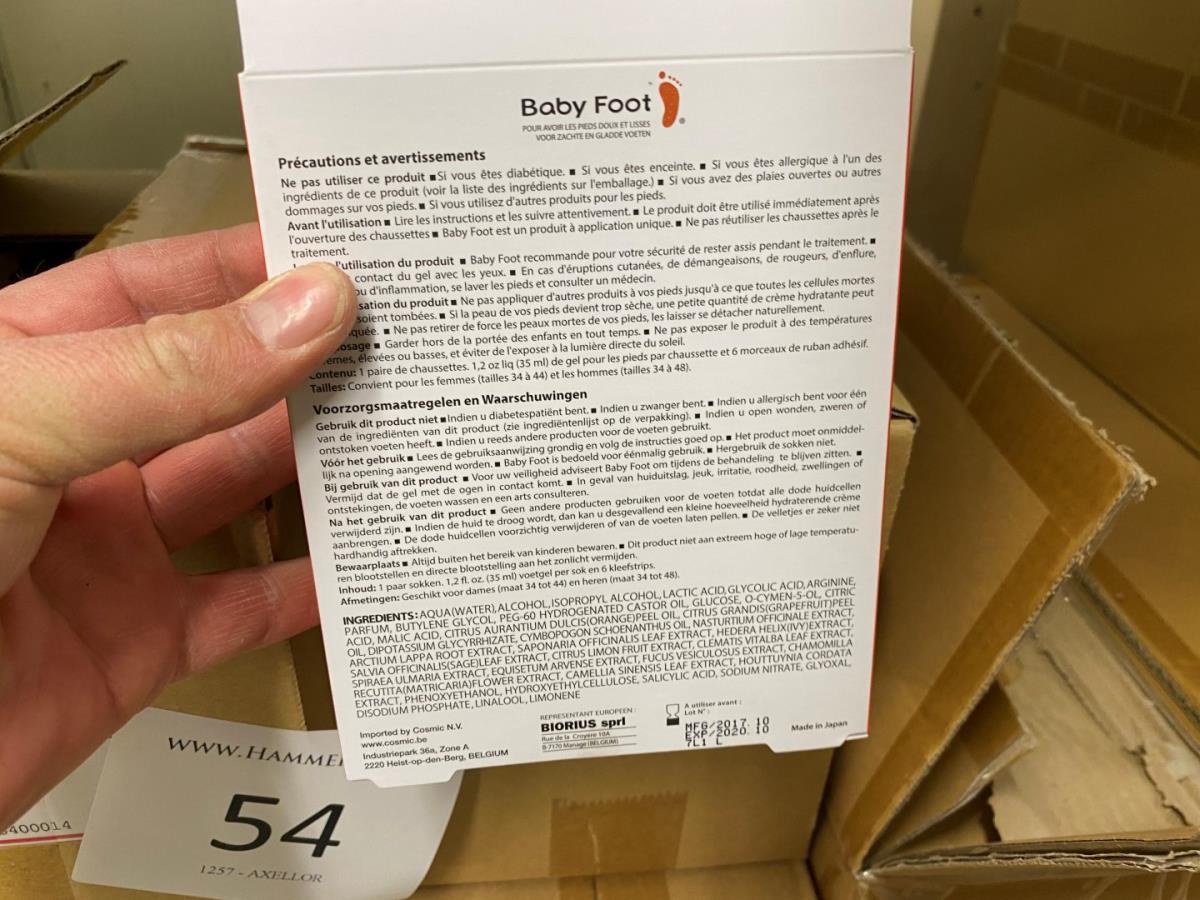 Baby Foot
POUR AVOIR LES PIEDS DOUX ET LISSES
VOOR ZACHTE EN GLADDE VOETEN
Précautions et avertissements
Ne pas utiliser ce produit ■ Si vous êtes diabétique. ■ Si vous êtes enceinte. ■ Si vous êtes allergique à l'un des
ingrédients de ce produit (voir la liste des ingrédients sur l'emballage.) ■ Si vous avez des plaies ouvertes ou autres
dommages sur vos pieds. ■ Si vous utilisez d'autres produits pour les pieds.
Avant l'utilisation ■ Lire les instructions et les suivre attentivement. ■ Le produit doit être utilisé immédiatement après
l'ouverture des chaussettes ■ Baby Foot est un produit à application unique. ■ Ne pas réutiliser les chaussettes après le
traitement.
l'utilisation du produit ■ Baby Foot recommande pour votre sécurité de rester assis pendant le traitement. ■
contact du gel avec les yeux. ■ En cas d'éruptions cutanées, de démangeaisons, de rougeurs, d'enflure,
ou d'inflammation, se laver les pieds et consulter un médecin.
sation du produit ■ Ne pas appliquer d'autres produits à vos pieds jusqu'à ce que toutes les cellules mortes
soient tombées. ■ Si la peau de vos pieds devient trop sèche, une petite quantité de crème hydratante peut
quée. ■ Ne pas retirer de force les peaux mortes de vos pieds, les laisser se détacher naturellement.
osage ■ Garder hors de la portée des enfants en tout temps. ■ Ne pas exposer le produit à des températures
emes, élevées ou basses, et éviter de l'exposer à la lumière directe du soleil.
Contenu: 1 paire de chaussettes. 1,2 oz liq (35 ml) de gel pour les pieds par chaussette et 6 morceaux de ruban adhésif.
Tailles: Convient pour les femmes (tailles 34 à 44) et les hommes (tailles 34 à 48).
Voorzorgsmaatregelen en Waarschuwingen
Gebruik dit product niet ■ Indien u diabetespatiënt bent. ■ Indien u zwanger bent. ■ Indien u allergisch bent voor één
van de ingrediënten van dit product (zie ingrediëntenlijst op de verpakking). ■ Indien u open wonden, zweren of
ontstoken voeten heeft. ■ Indien u reeds andere producten voor de voeten gebruikt.
Vóór het gebruik ■ Lees de gebruiksaanwijzing grondig en volg de instructies goed op. ■ Het product moet onmiddel-
lijk na opening aangewend worden. ■ Baby Foot is bedoeld voor éénmalig gebruik. ■ Hergebruik de sokken niet.
Bij gebruik van dit product ■ Voor uw veiligheid adviseert Baby Foot om tijdens de behandeling te blijven zitten. ■
Vermijd dat de gel met de ogen in contact komt. ■ In geval van huiduitslag, jeuk, irritatie, roodheid, zwellingen of
ontstekingen, de voeten wassen en een arts consulteren.
Na het gebruik van dit product ■ Geen andere producten gebruiken voor de voeten totdat alle dode huidcellen
verwijderd zijn. ■ Indien de huid te droog wordt, dan kan u desgevallend een kleine hoeveelheid hydraterende crème
aanbrengen. ■ De dode huidcellen voorzichtig verwijderen of van de voeten laten pellen. ■ De velletjes er zeker niet
hardhandig aftrekken.
Bewaarplaats ■ Altijd buiten het bereik van kinderen bewaren. ■ Dit product niet aan extreem hoge of lage temperatu-
ren blootstellen en directe blootstelling aan het zonlicht vermijden.
Inhoud: 1 paar sokken. 1,2 fl. oz. (35 ml) voetgel per sok en 6 kleefstrips.
Afmetingen: Geschikt voor dames (maat 34 tot 44) en heren (maat 34 tot 48).
INGREDIENTS: AQUA(WATER), ALCOHOL, ISOPROPYL ALCOHOL, LACTIC ACID, GLYCOLIC ACID, ARGININE,
PARFUM, BUTYLENE GLYCOL, PEG-60 HYDROGENATED CASTOR OIL, GLUCOSE, O-CYMEN-5-OL, CITRIC
ACID, MALIC ACID, CITRUS AURANTIUM DULCIS(ORANGE)PEEL OIL, CITRUS GRANDIS(GRAPEFRUIT)PEEL
OIL, DIPOTASSIUM GLYCYRRHIZATE, CYMBOPOGON SCHOENANTHUS OIL, NASTURTIUM OFFICINALE EXTRACT,
ARCTIUM LAPPA ROOT EXTRACT, SAPONARIA OFFICINALIS LEAF EXTRACT, HEDERA HELIX(IVY)EXTRACT,
SALVIA OFFICINALIS(SAGE)LEAF EXTRACT, CITRUS LIMON FRUIT EXTRACT, CLEMATIS VITALBA LEAF EXTRACT,
SPIRAEA ULMARIA EXTRACT, EQUISETUM ARVENSE EXTRACT, FUCUS VESICULOSUS EXTRACT, CHAMOMILLA
RECUTITA(MATRICARIA)FLOWER EXTRACT, CAMELLIA SINENSIS LEAF EXTRACT, HOUTTUYNIA CORDATA
EXTRACT, PHENOXYETHANOL, HYDROXYETHYLCELLULOSE, SALICYLIC ACID, SODIUM NITRATE, GLYOXAL,
DISODIUM PHOSPHATE, LINALOOL, LIMONENE
Imported by Cosmic N.V.
www.cosmic.be
Industriepark 36a, Zone A
2220 Heist-op-den-Berg, BELGIUM
REPRESENTANT EUROPEEN :
BIORIUS sprl
Rue de la Croyere 10A
B-7170 Manage (BELGIUM)
A utiliser avant :
Lot N° :
MFG/2017.10
EXP/2020.10
7L1 L
Made in Japan
WWW.HAMME
54
1257 - AXELLOR
400014